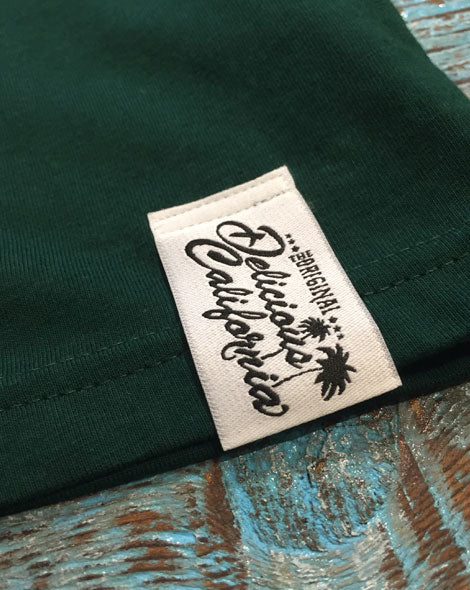 THE ORIGINAL
Delicious
California